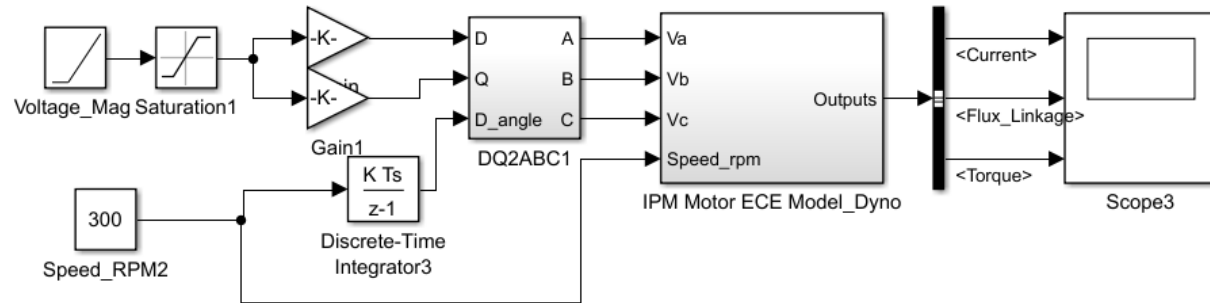 Voltage_Mag
Saturation1
-K-
-K-
Gain1
D
Q
D_angle
A
B
C
DQ2ABC1
Va
Vb
Vc
Speed_rpm
Outputs
IPM Motor ECE Model_Dyno
<Current>
<Flux_Linkage>
<Torque>
Scope3
300
Speed_RPM2
K Ts
z-1
Discrete-Time
Integrator3